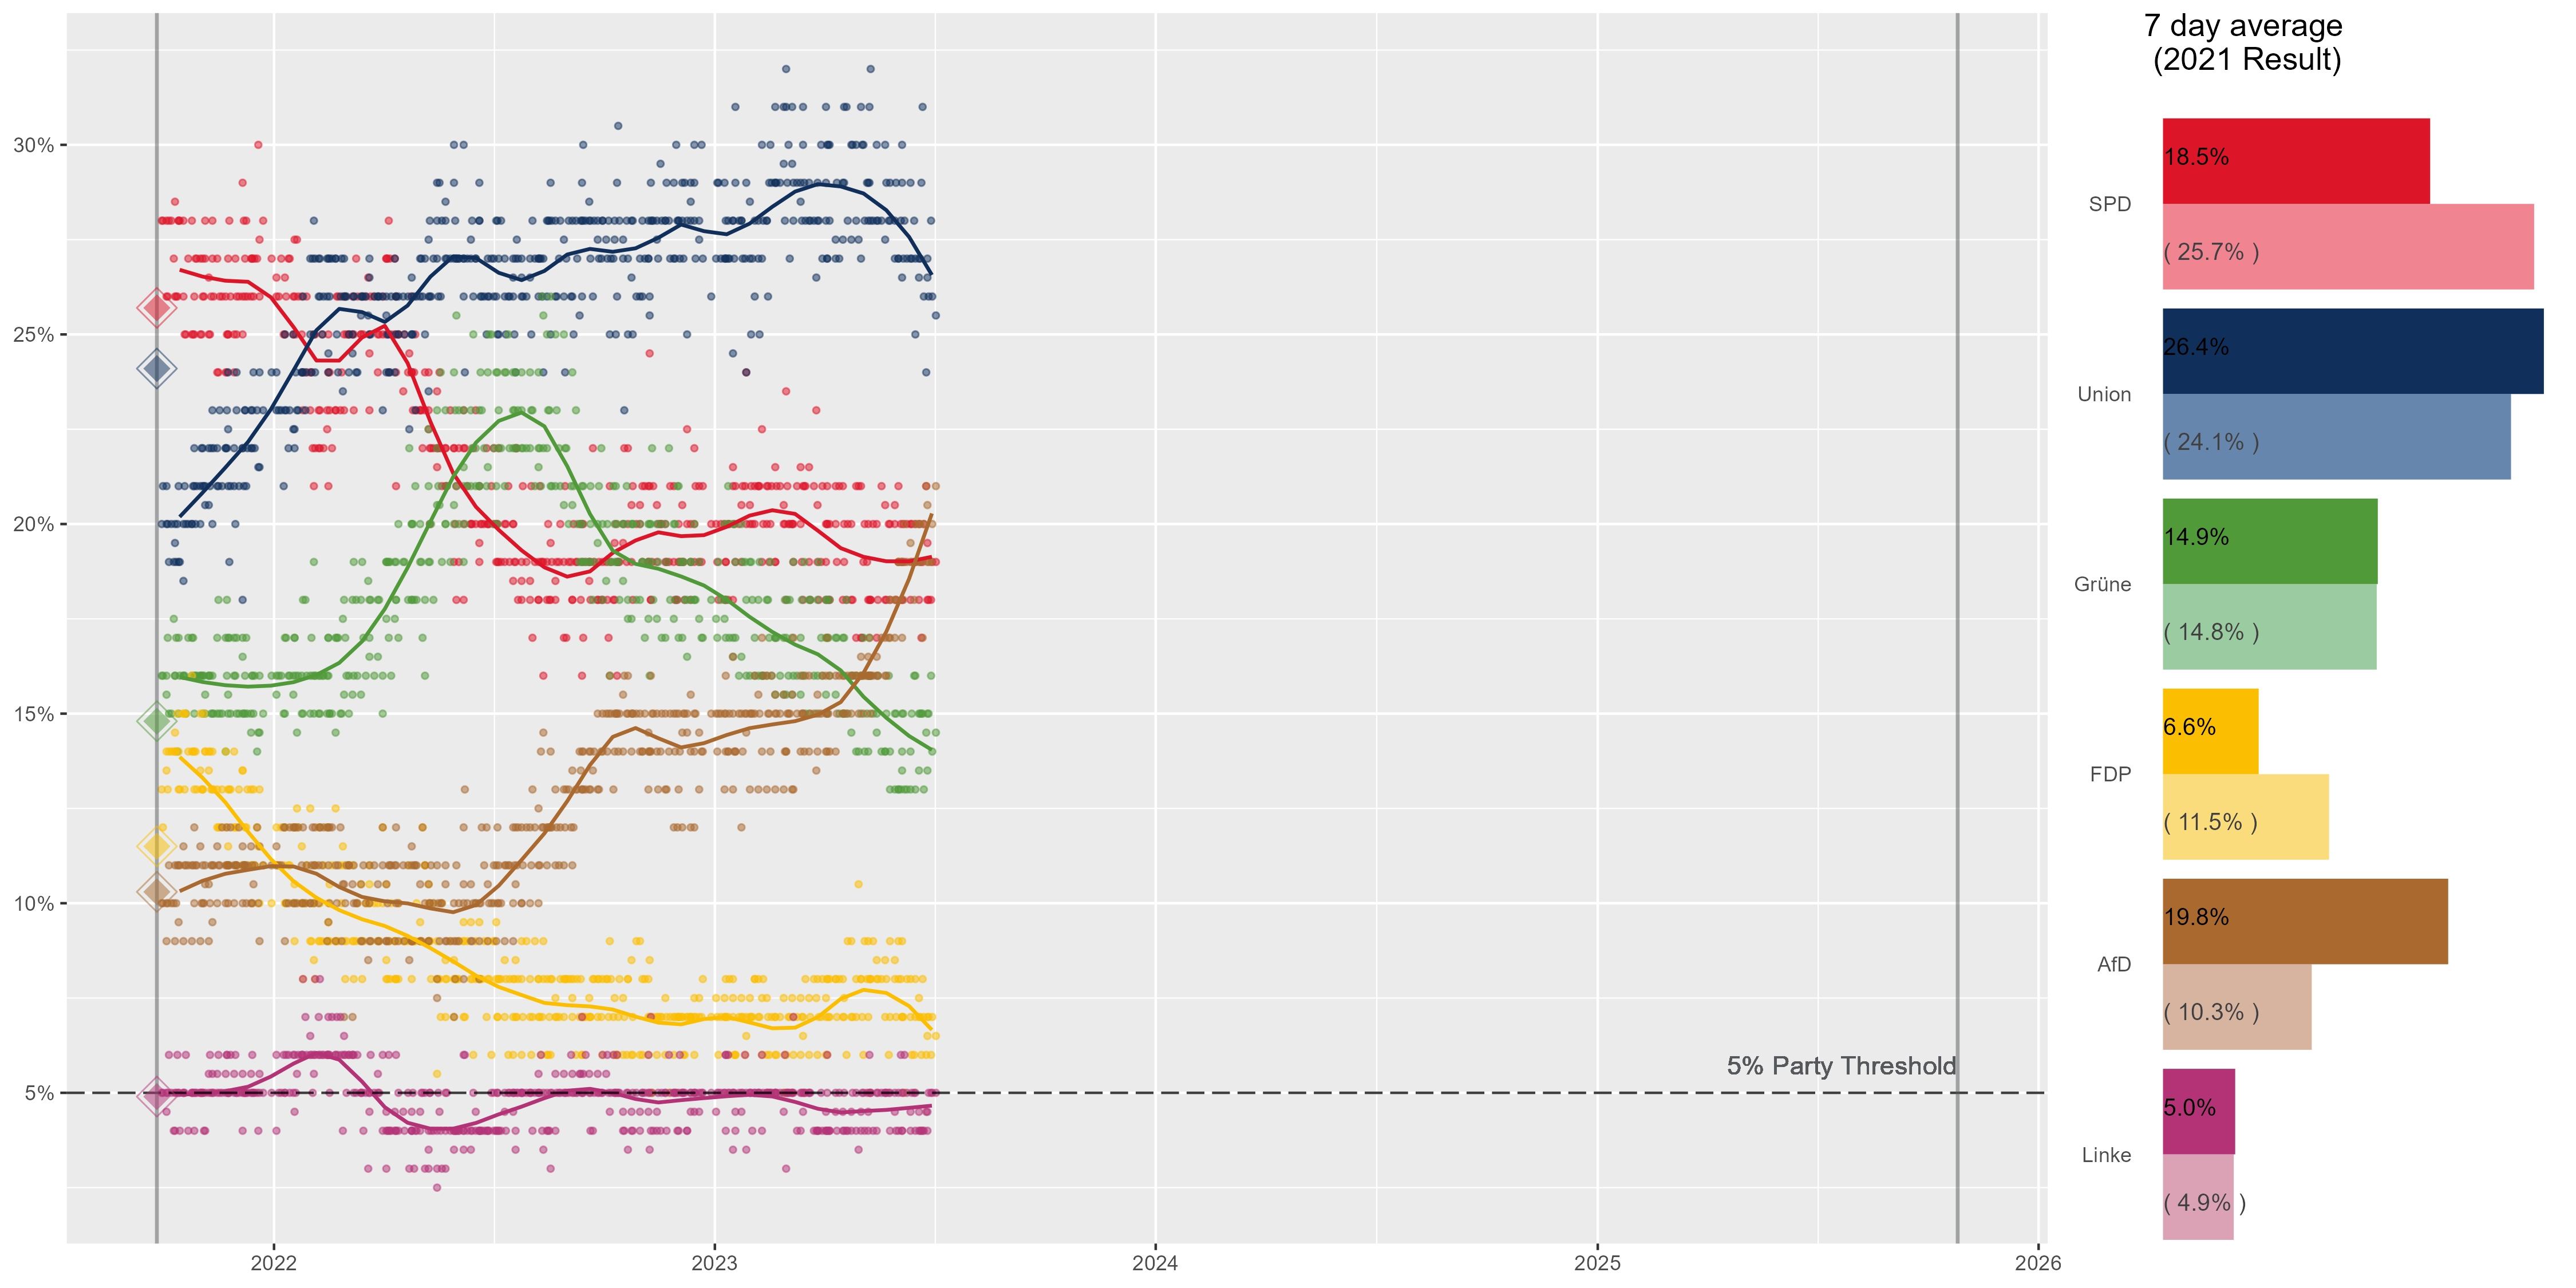 7 day average
(2021 Result)
30%
25%
20%
15%
10%
5%
5% Party Threshold
2022
2023
2024
2025
2026
SPD
18.5%
( 25.7% )
Union
26.4%
( 24.1% )
Grüne
14.9%
( 14.8% )
FDP
6.6%
( 11.5% )
AfD
19.8%
( 10.3% )
Linke
5.0%
( 4.9% )